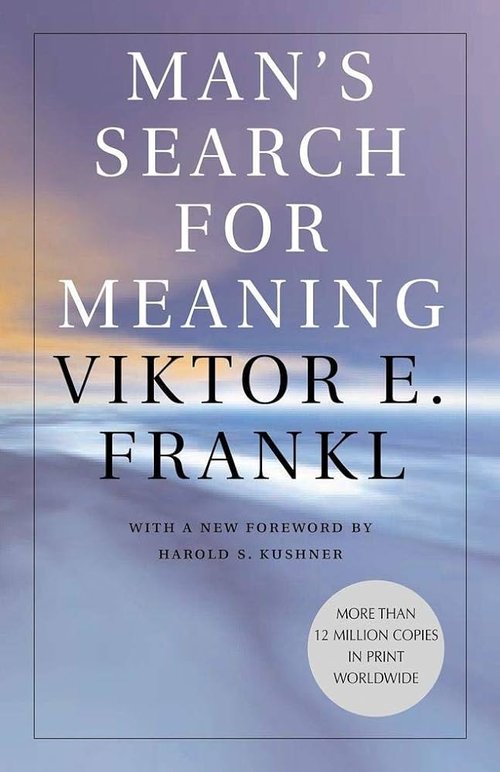 MAN’S
SEARCH
FOR
MEANING
VIKTOR E.
FRANKL
WITH A NEW FOREWORD BY
HAROLD S. KUSHNER
MORE THAN
12 MILLION COPIES
IN PRINT
WORLDWIDE